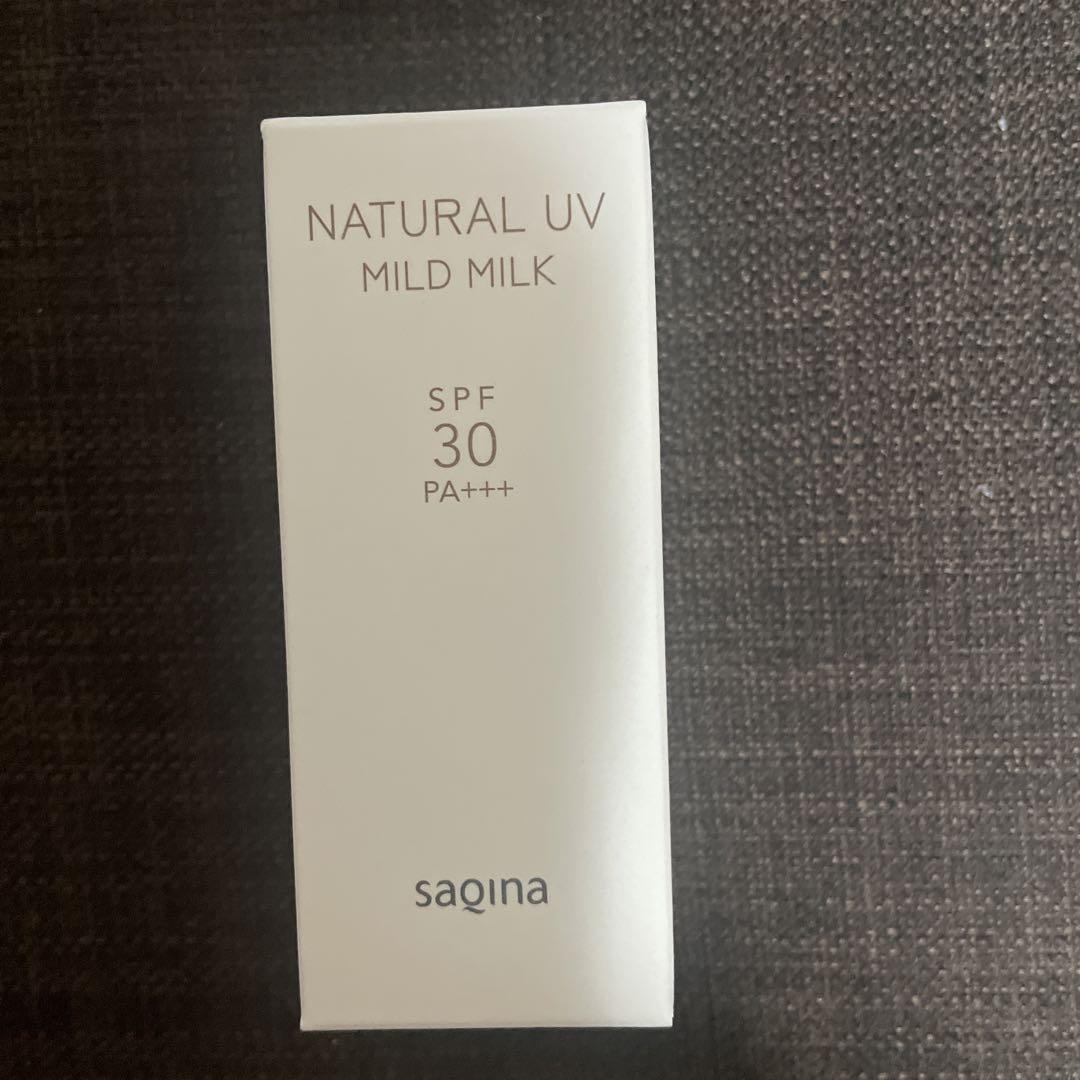 NATURAL UV
MILD MILK
SPF
30
PA+++
saqina